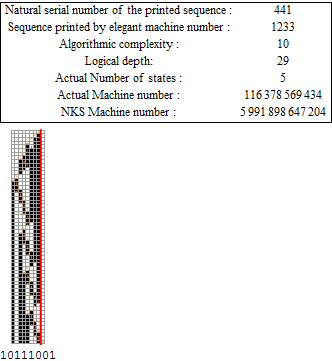 Natural serial number of the printed sequence : 441
Sequence printed by elegant machine number : 1233
Algorithmic complexity : 10
Logical depth: 29
Actual Number of states : 5
Actual Machine number : 116 378 569 434
NKS Machine number : 5 991 898 647 204
10111001